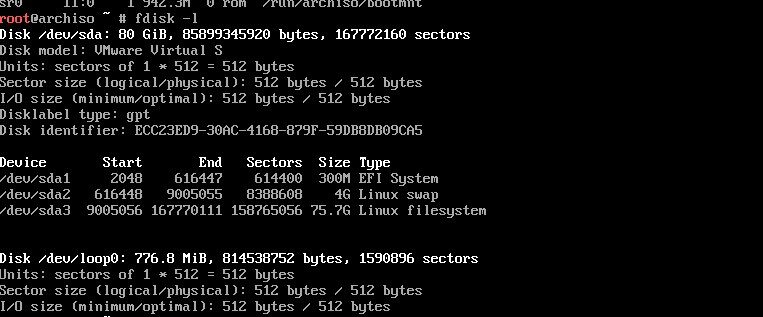 sr0 11:0 1 942.3M 0 rom /run/archiso/bootmnt
root@archiso ~ # fdisk -l
Disk /dev/sda: 80 GiB, 85899345920 bytes, 167772160 sectors
Disk model: VMware Virtual S
Units: sectors of 1 * 512 = 512 bytes
Sector size (logical/physical): 512 bytes / 512 bytes
I/O size (minimum/optimal): 512 bytes / 512 bytes
Disklabel type: gpt
Disk identifier: ECC23ED9-30AC-4168-879F-59DB8DB09CA5
Device Start End Sectors Size Type
/dev/sda1 2048 616447 614400 300M EFI System
/dev/sda2 616448 9005055 8388608 4G Linux swap
/dev/sda3 9005056 167770111 158765056 75.7G Linux filesystem
Disk /dev/loop0: 776.8 MiB, 814538752 bytes, 1590896 sectors
Units: sectors of 1 * 512 = 512 bytes
Sector size (logical/physical): 512 bytes / 512 bytes
I/O size (minimum/optimal): 512 bytes / 512 bytes